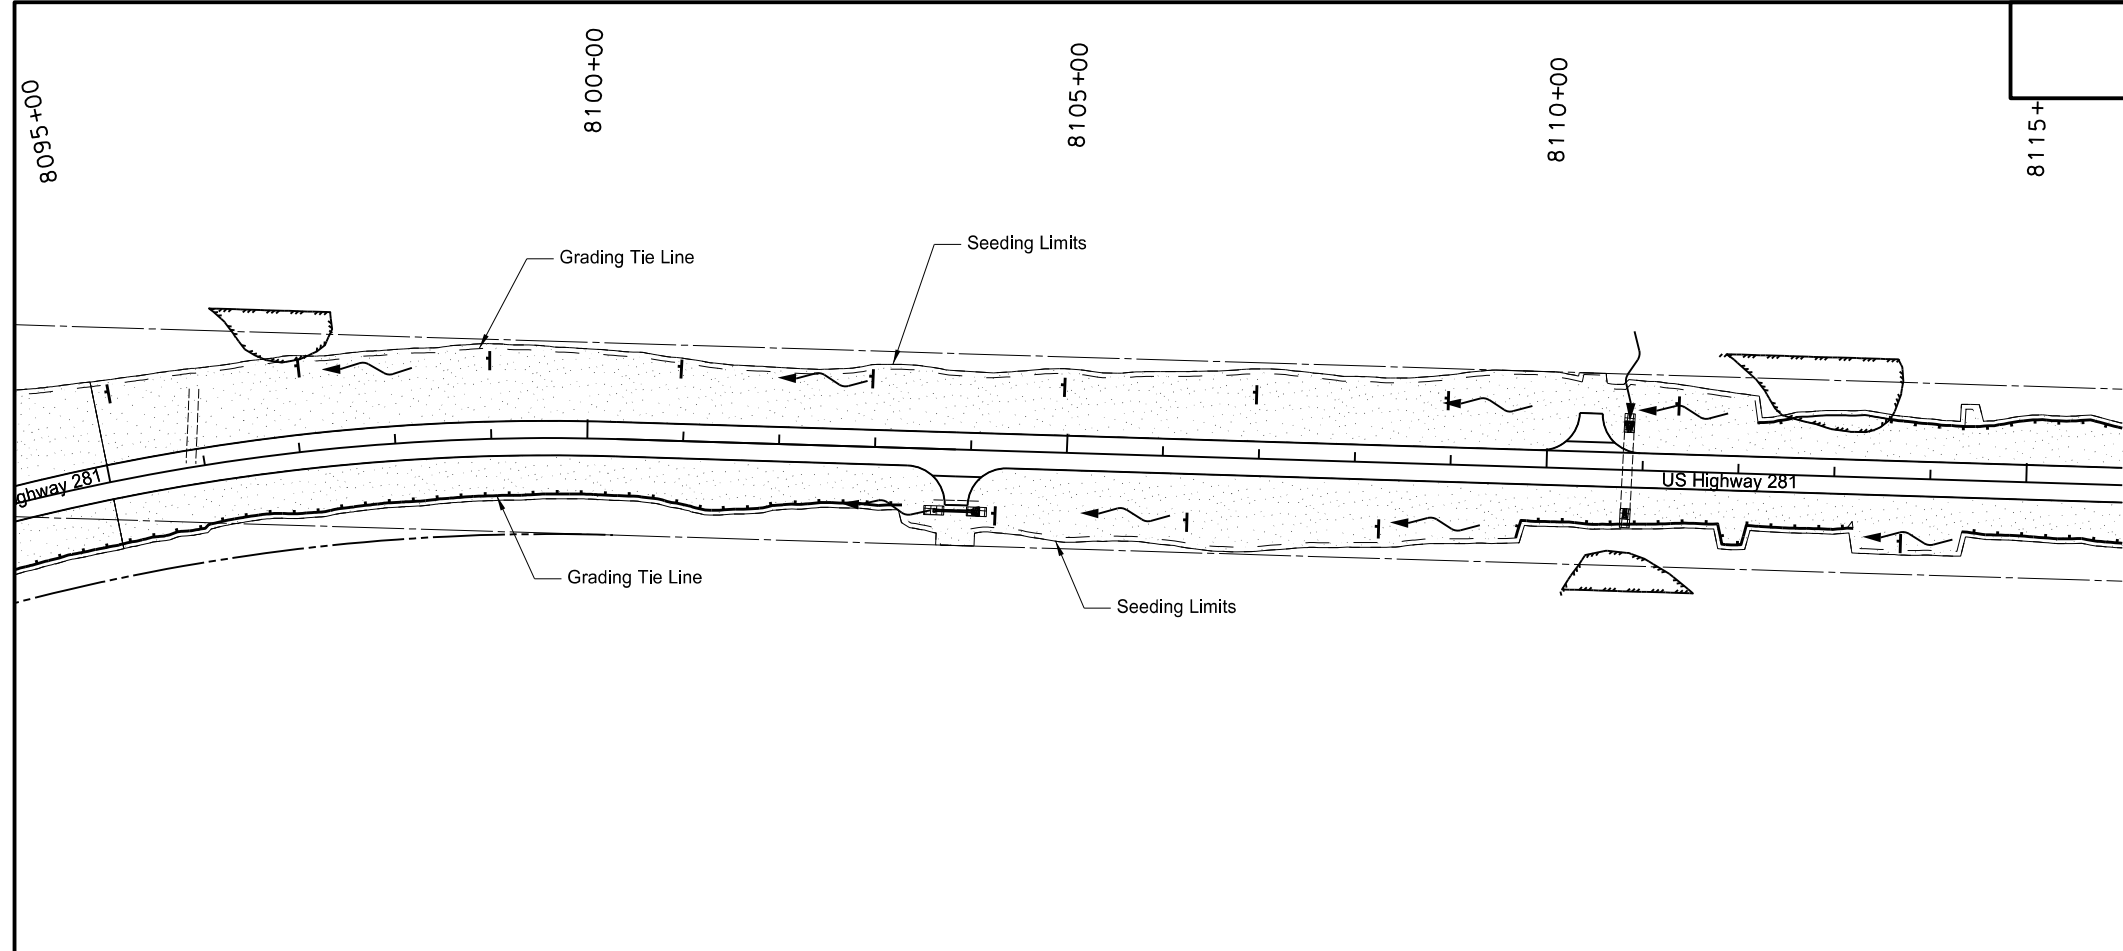 8095+00
8100+00
8105+00
8110+00
8115+
Seeding Limits
Grading Tie Line
ghway 281
US Highway 281
Grading Tie Line
Seeding Limits